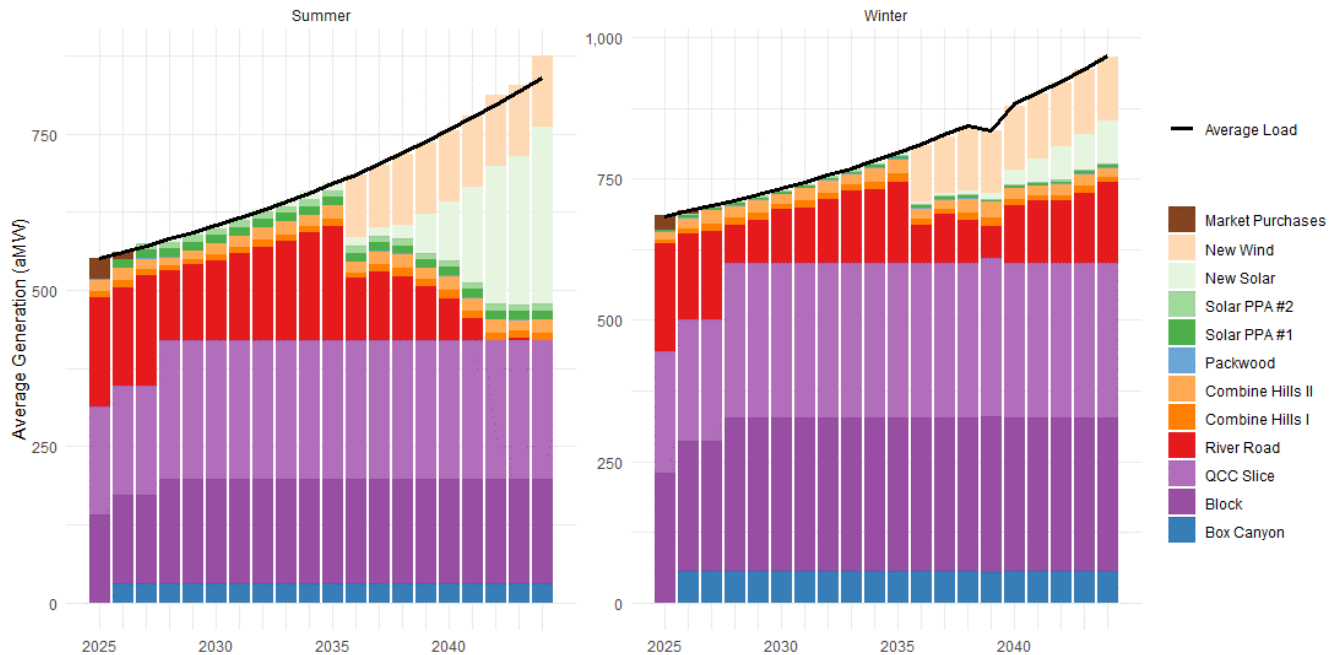 Summer
Winter
Average Generation (aMW)
750
500
250
0
2025
2030
2035
2040
1,000
750
500
250
0
2025
2030
2035
2040
Average Load
Market Purchases
New Wind
New Solar
Solar PPA #2
Solar PPA #1
Packwood
Combine Hills II
Combine Hills I
River Road
QCC Slice
Block
Box Canyon